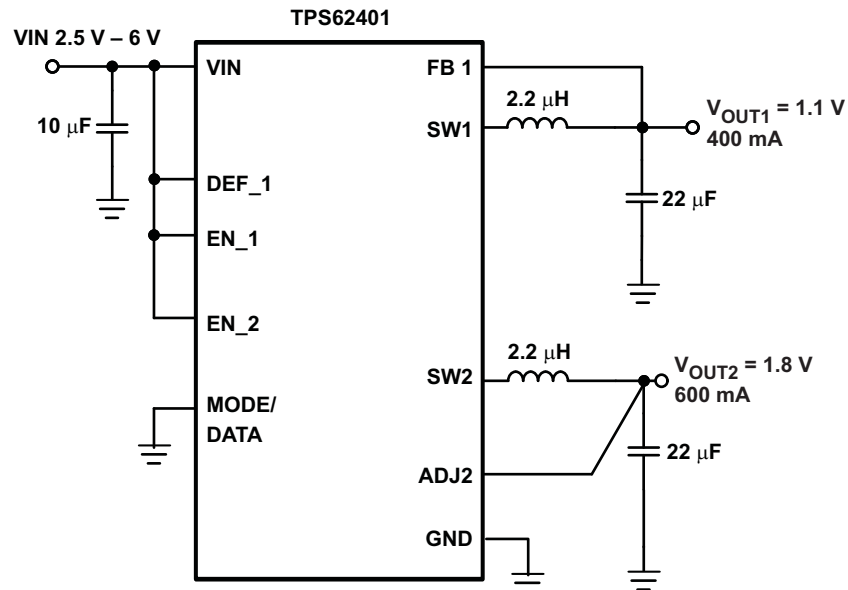 TPS62401
VIN 2.5 V – 6 V
VIN
FB 1
10 μF
2.2 μH
SW1
V_OUT1 = 1.1 V
400 mA
DEF_1
22 μF
EN_1
EN_2
2.2 μH
SW2
V_OUT2 = 1.8 V
600 mA
MODE/
DATA
22 μF
ADJ2
GND